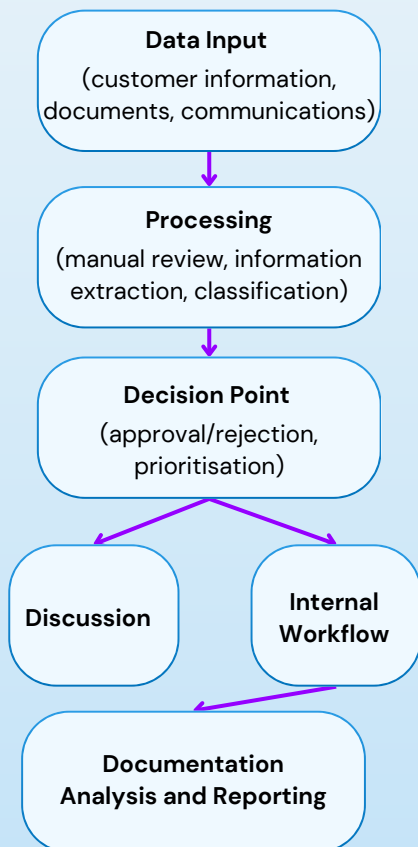 Data Input
(customer information,
documents, communications)
Processing
(manual review, information
extraction, classification)
Decision Point
(approval/rejection,
prioritisation)
Discussion
Internal
Workflow
Documentation
Analysis and Reporting